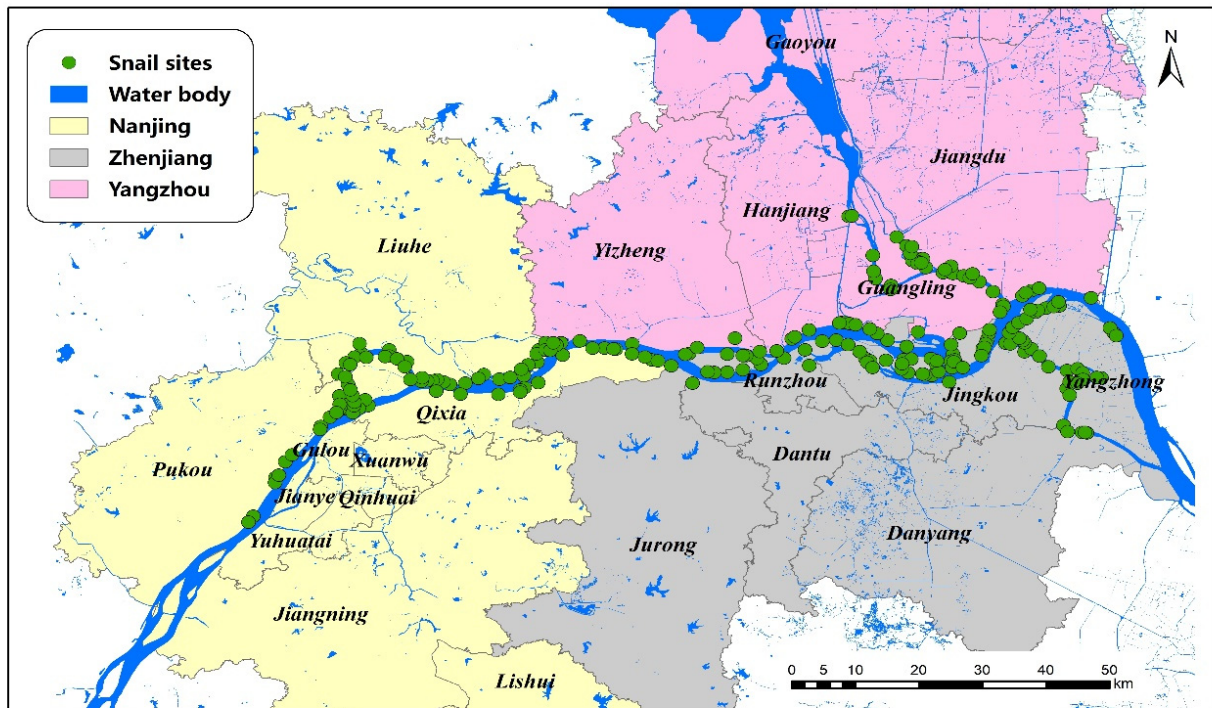 Snail sites
Water body
Nanjing
Zhenjiang
Yangzhou
N
Gaoyou
Jiangdu
Hanjiang
Liuhe
Yizheng
Guangling
Runzhou
Yangzhong
Jingkou
Qixia
Gulou
Xuanwu
Pukou
Dantu
Jianye
Qinhuai
Yuhuatai
Jurong
Danyang
Jiangning
Lishui
0 5 10 20 30 40 50
km